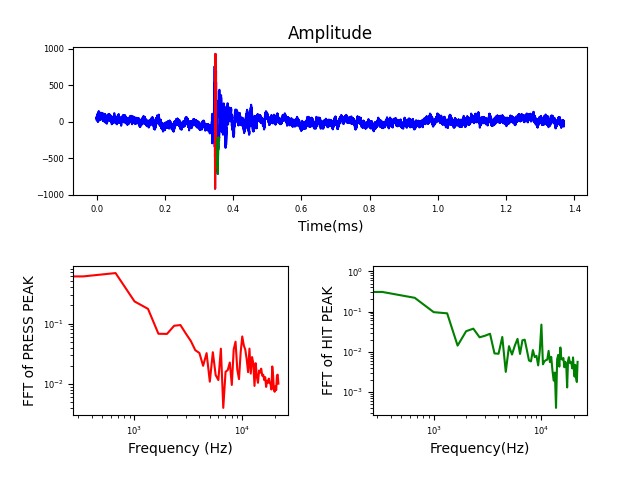 Amplitude
1000
500
0
−500
−1000
0.0 0.2 0.4 0.6 0.8 1.0 1.2 1.4
Time(ms)
FFT of PRESS PEAK
10⁻¹
10⁻²
10³ 10⁴
Frequency (Hz)
FFT of HIT PEAK
10⁰
10⁻¹
10⁻²
10⁻³
10³ 10⁴
Frequency(Hz)